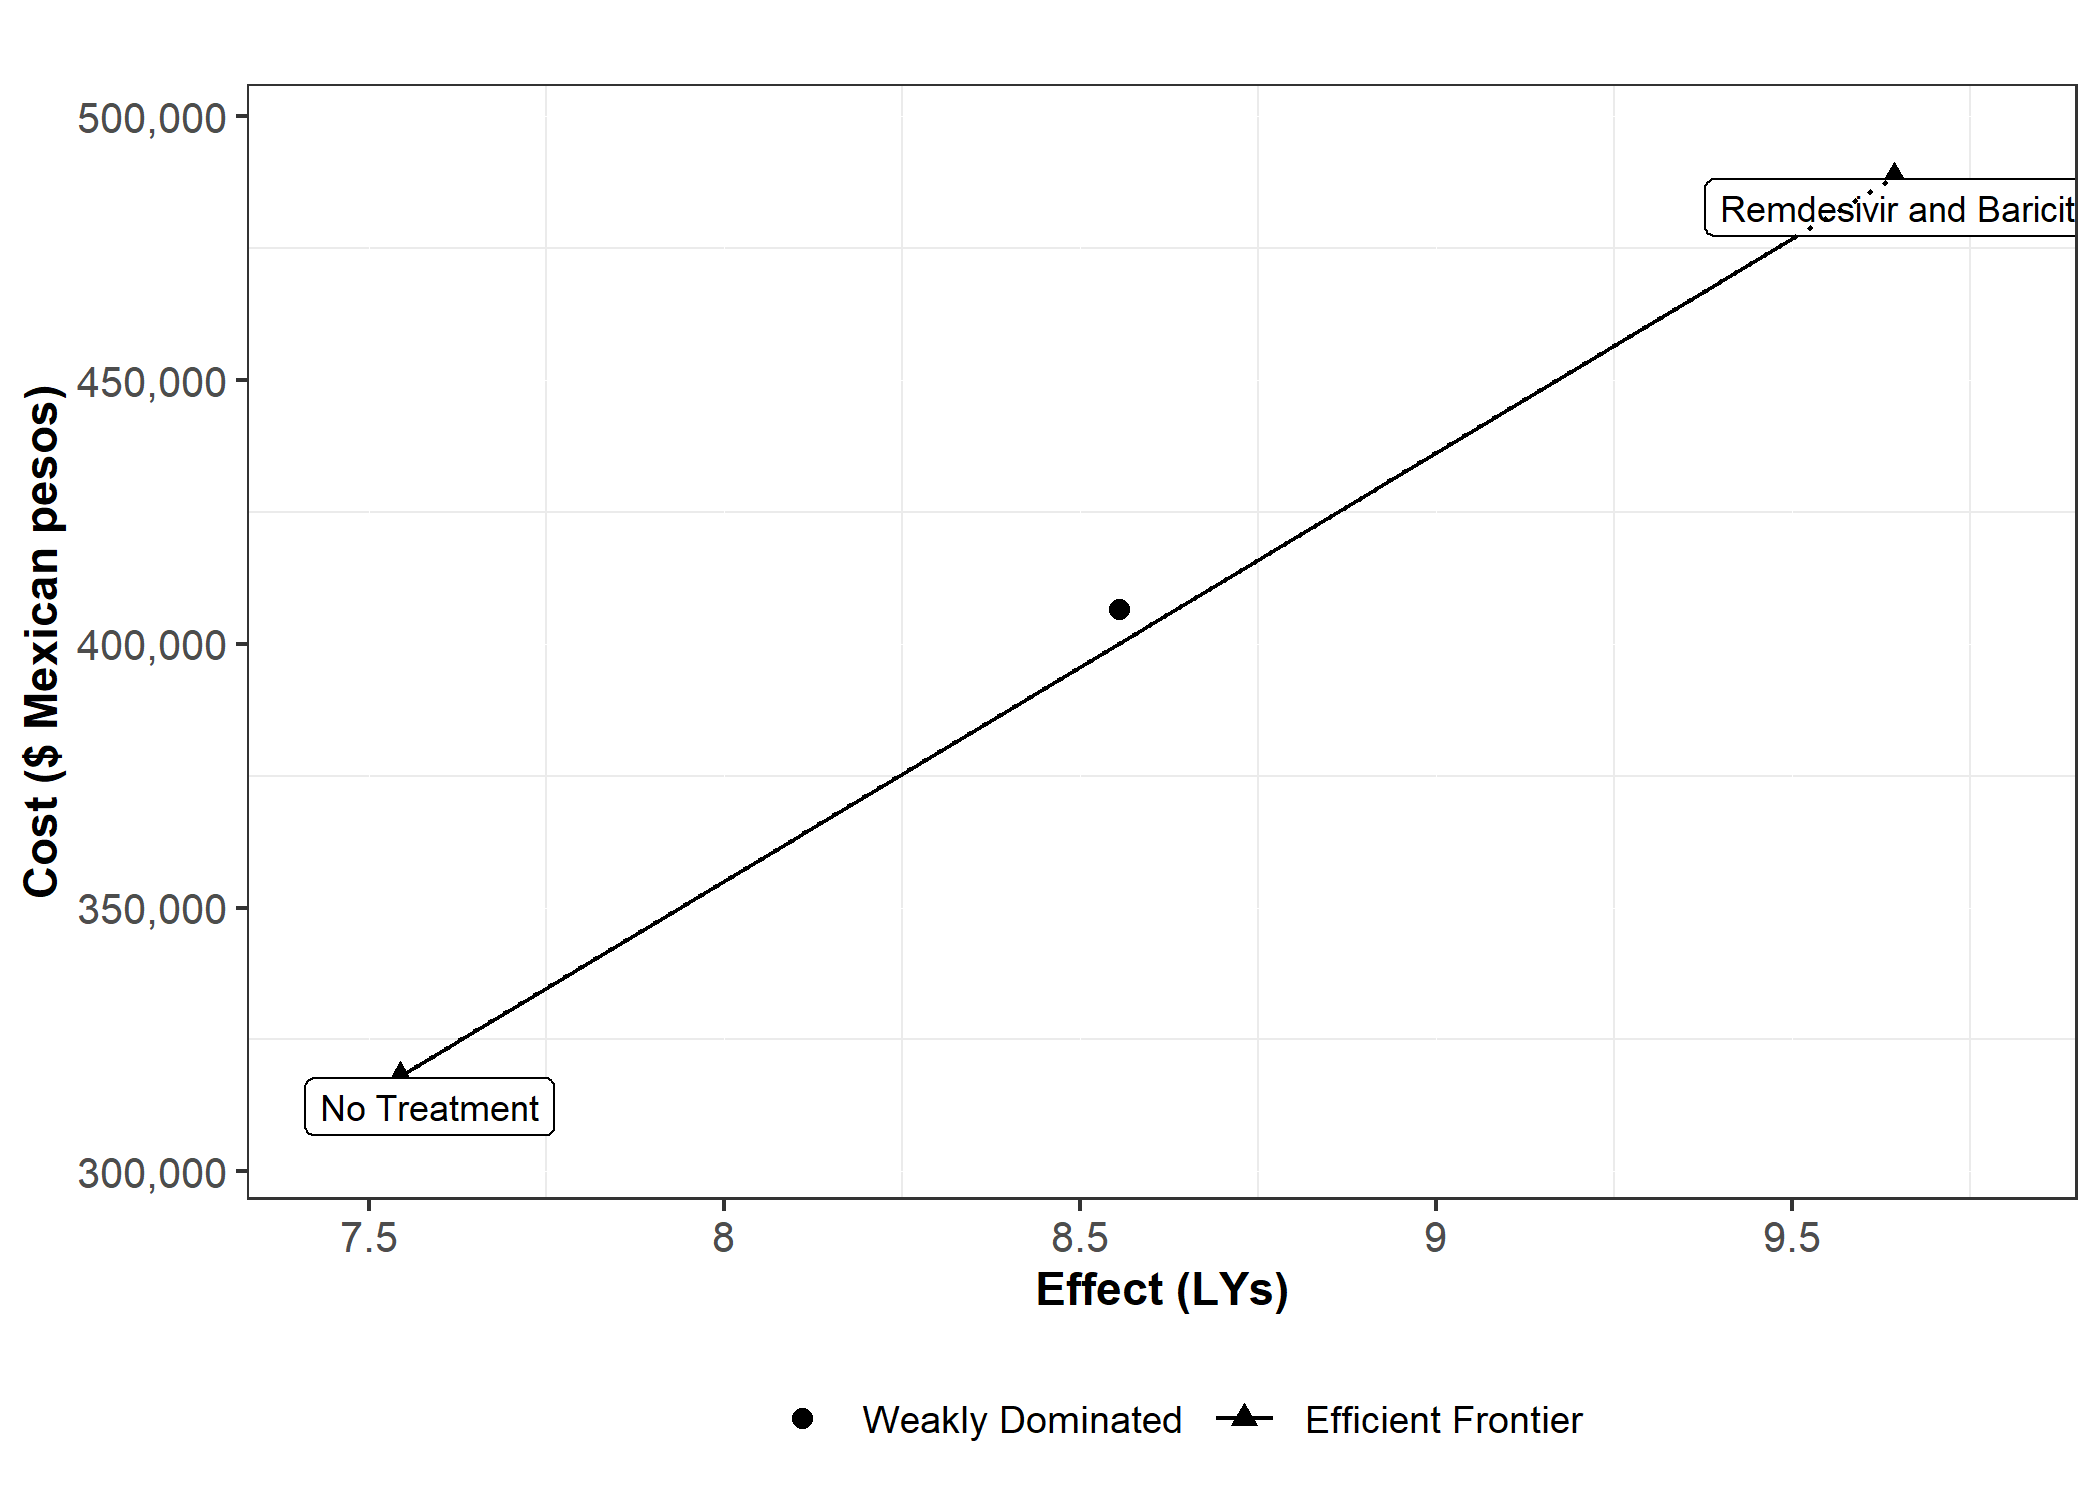 500,000
450,000
400,000
350,000
300,000
Cost ($ Mexican pesos)
Remdesivir and Baricit
No Treatment
7.5 8 8.5 9 9.5
Effect (LYs)
Weakly Dominated Efficient Frontier